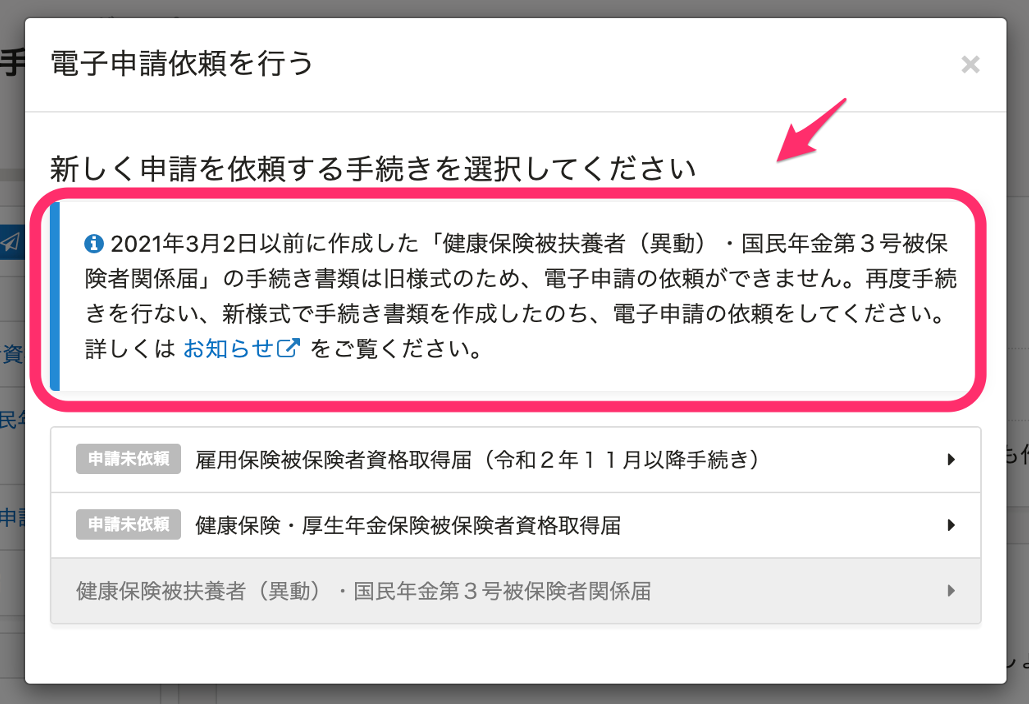 電子申請依頼を行う
×
新しく申請を依頼する手続きを選択してください
2021年3月2日以前に作成した「健康保険被扶養者（異動）・国民年金第３号被保
険者関係届」の手続き書類は旧様式のため、電子申請の依頼ができません。再度手続
きを行ない、新様式で手続き書類を作成したのち、電子申請の依頼をしてください。
詳しくは お知らせ をご覧ください。
申請未依頼 雇用保険被保険者資格取得届（令和２年１１月以降手続き）
申請未依頼 健康保険・厚生年金保険被保険者資格取得届
健康保険被扶養者（異動）・国民年金第３号被保険者関係届